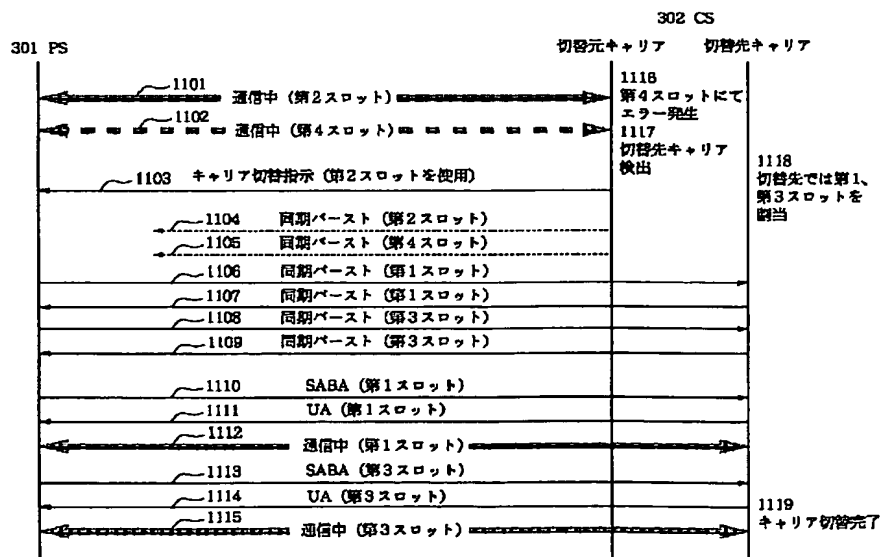 302 CS
301 PS
切替元キャリア
切替先キャリア
1101
通信中 (第2スロット)
1116
第4スロットにて
エラー発生
1102
通信中 (第4スロット)
1117
切替先キャリア
検出
1118
切替先では第1、
第3スロットを
割当
1103
キャリア切替指示 (第2スロットを使用)
1104
同期バースト (第2スロット)
1105
同期バースト (第4スロット)
1106
同期バースト (第1スロット)
1107
同期バースト (第1スロット)
1108
同期バースト (第3スロット)
1109
同期バースト (第3スロット)
1110
SABA (第1スロット)
1111
UA (第1スロット)
1112
通信中 (第1スロット)
1113
SABA (第3スロット)
1114
UA (第3スロット)
1115
通信中 (第3スロット)
1119
キャリア切替完了